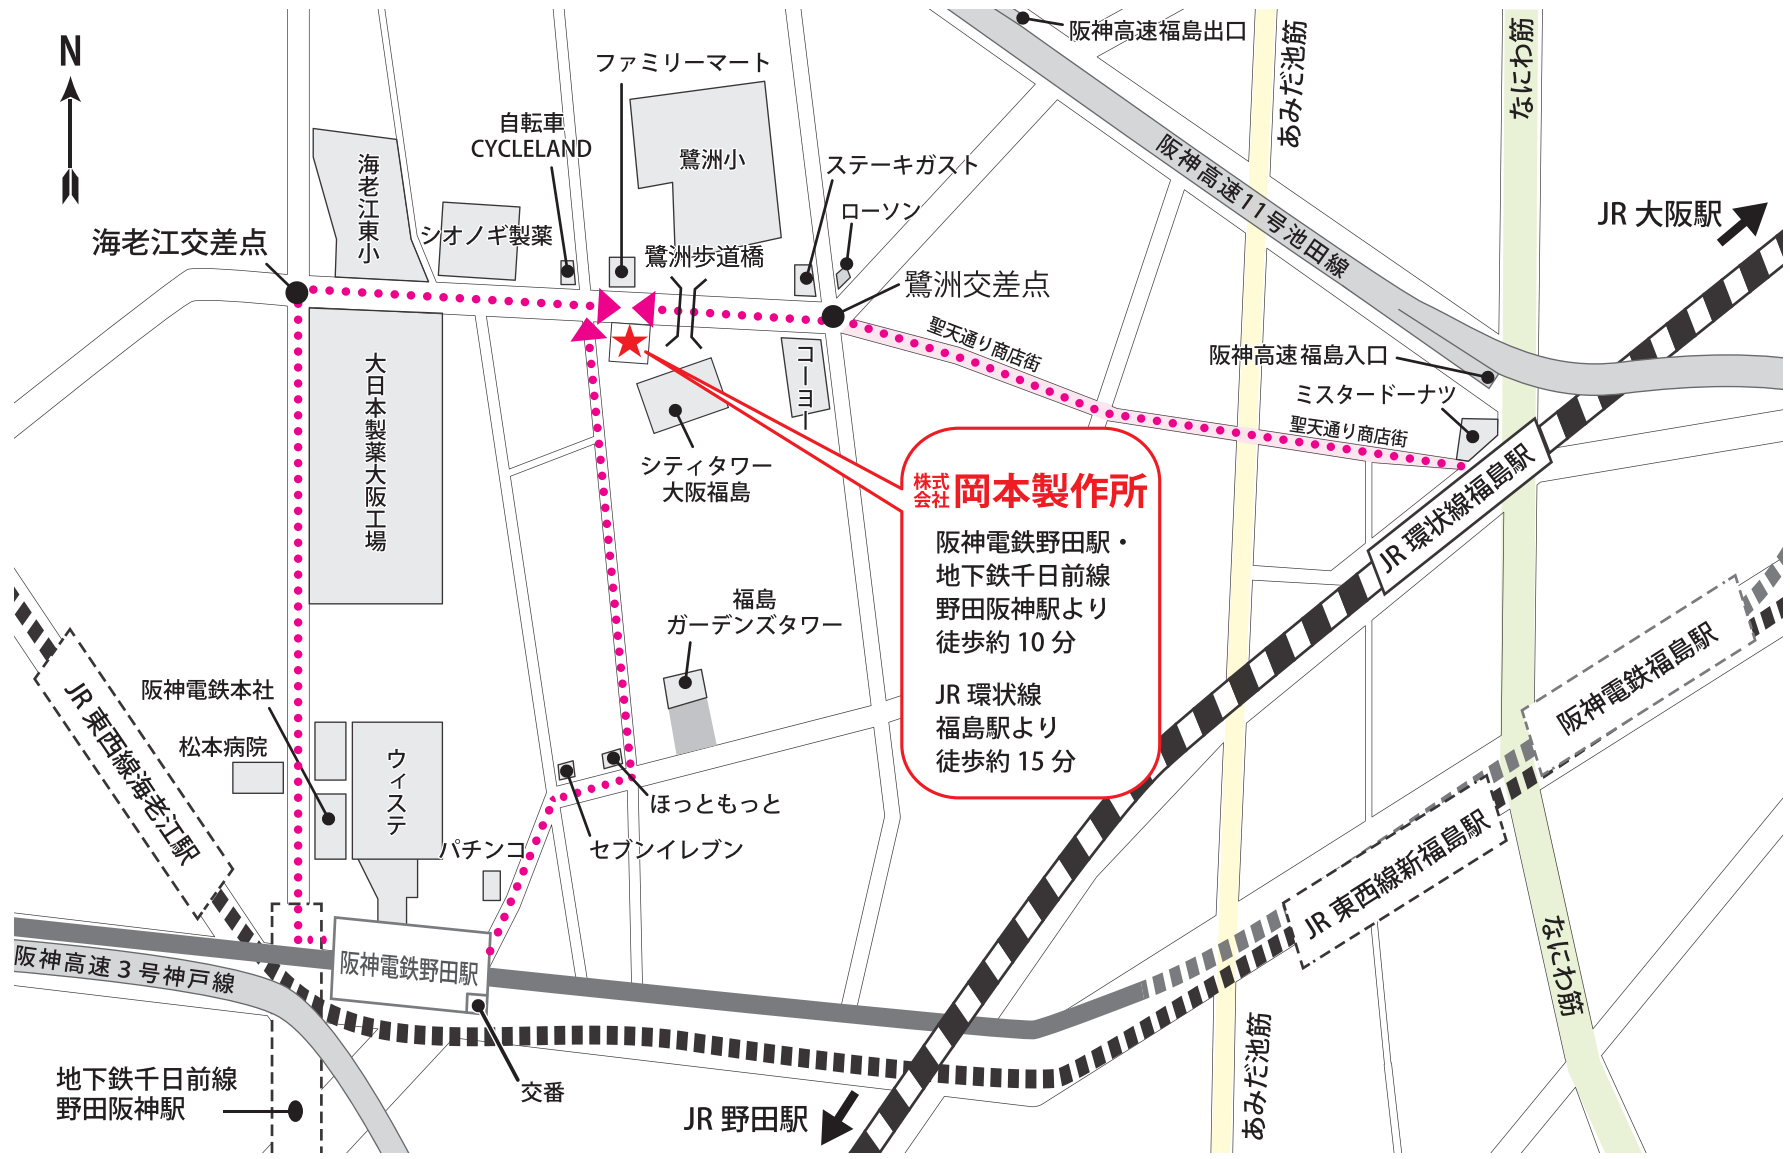 N
阪神高速福島出口
なにわ筋
あみだ池筋
ファミリーマート
自転車
CYCLELAND
海老江東小
鷺洲小
阪神高速11号池田線
ステーキガスト
ローソン
JR 大阪駅
シオノギ製薬
海老江交差点
鷺洲歩道橋
鷺洲交差点
聖天通り商店街
阪神高速福島入口
コーヨー
大日本製薬大阪工場
ミスタードーナツ
聖天通り商店街
シティタワー
大阪福島
株式
会社
岡本製作所
阪神電鉄野田駅・
地下鉄千日前線
野田阪神駅より
徒歩約 10 分
JR 環状線
福島駅より
徒歩約 15 分
JR 環状線福島駅
福島
ガーデンズタワー
阪神電鉄福島駅
阪神電鉄本社
JR 東西線海老江駅
松本病院
ウィステ
ほっともっと
パチンコ
セブンイレブン
JR 東西線新福島駅
阪神電鉄野田駅
阪神高速 3 号神戸線
なにわ筋
あみだ池筋
交番
地下鉄千日前線
野田阪神駅
JR 野田駅